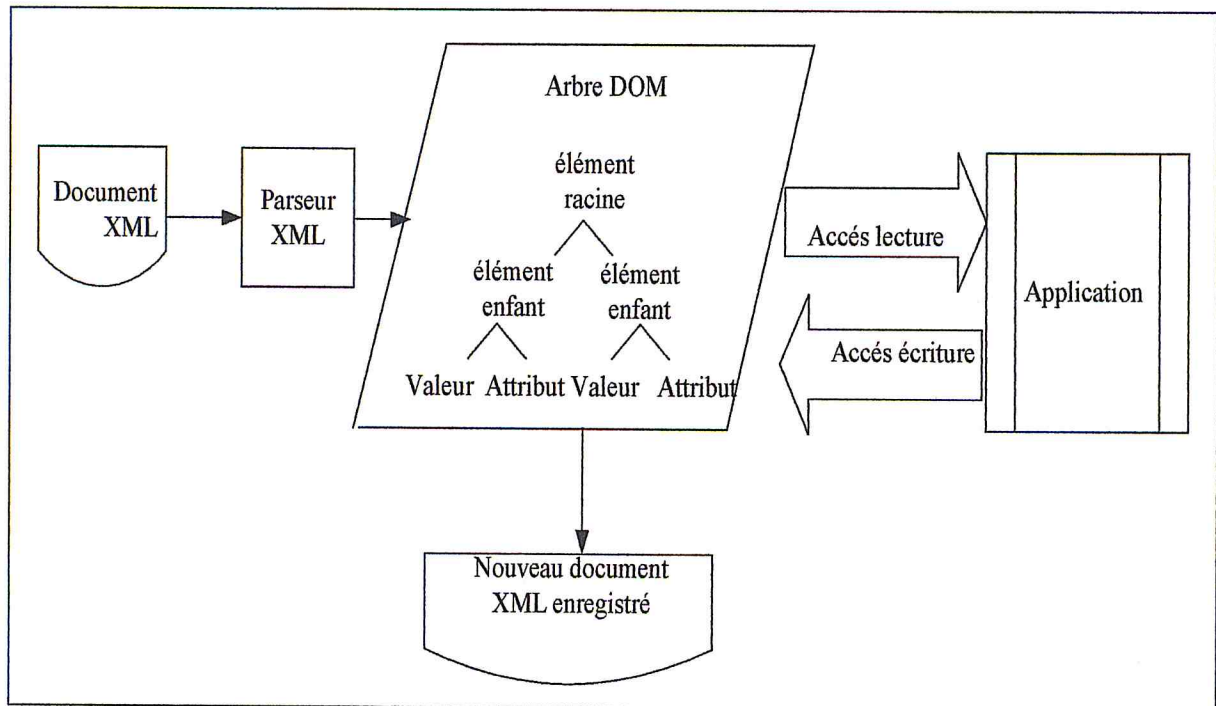 Arbre DOM
élément
racine
élément
enfant
élément
enfant
Valeur Attribut Valeur Attribut
Document
XML
Parseur
XML
Accés lecture
Accés écriture
Application
Nouveau document
XML enregistré